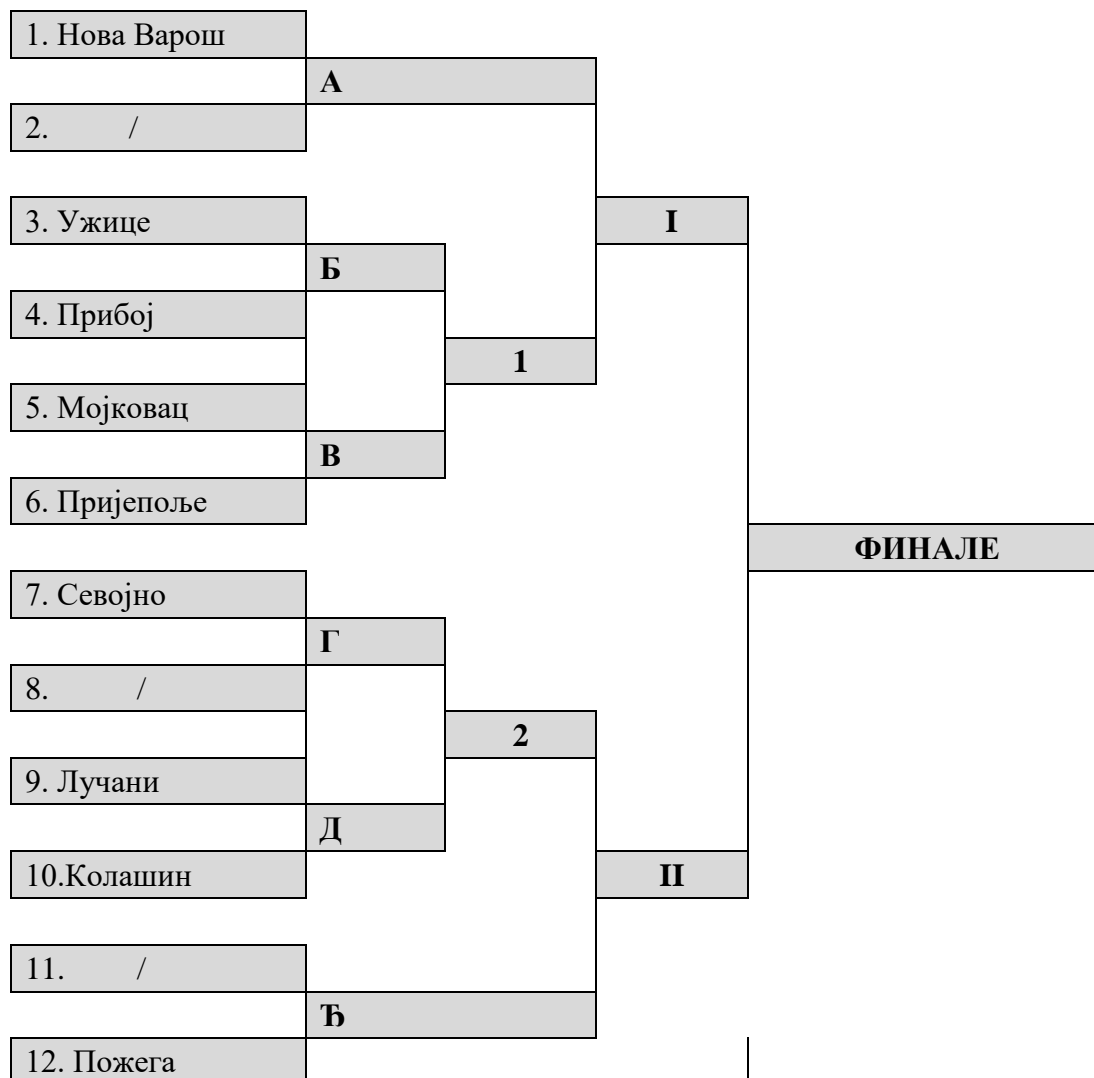 1. Нова Варош
А
2. /
3. Ужице
I
Б
4. Прибој
1
5. Мојковац
В
6. Пријепоље
ФИНАЛЕ
7. Севојно
Г
8. /
2
9. Лучани
Д
10.Колашин
II
11. /
Ђ
12. Пожега